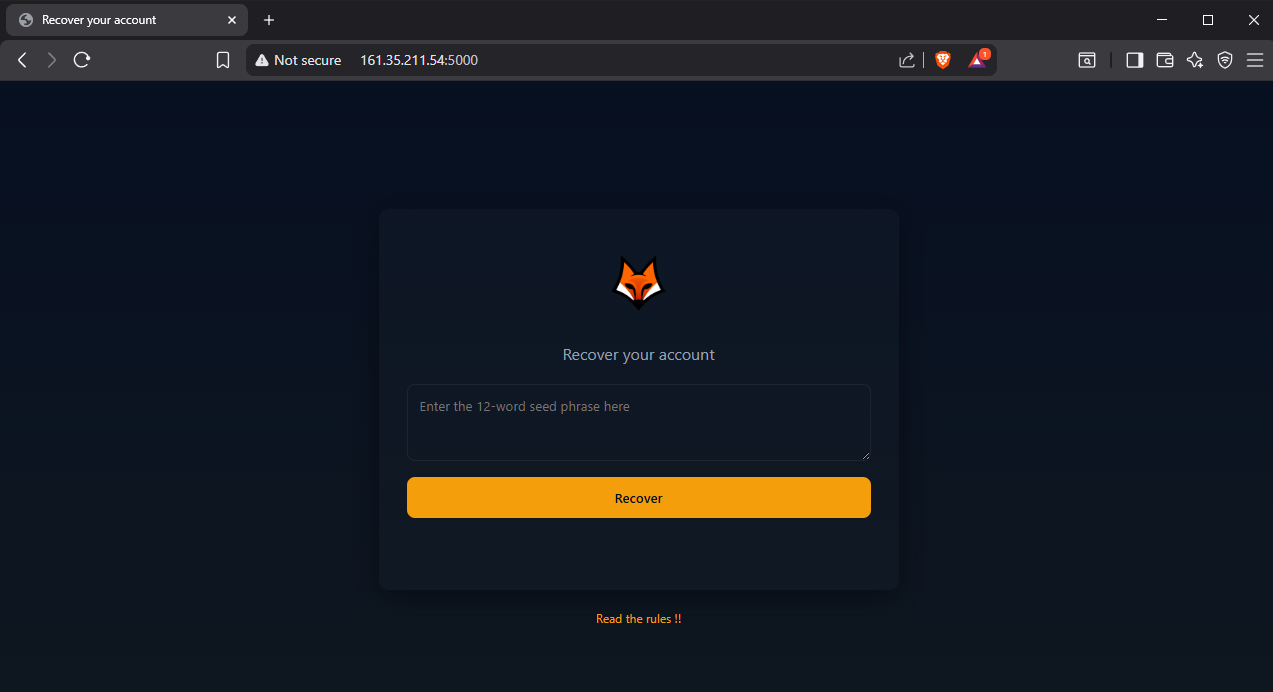 Recover your account
Not secure 161.35.211.54:5000
1
Recover your account
Enter the 12-word seed phrase here
Recover
Read the rules !!